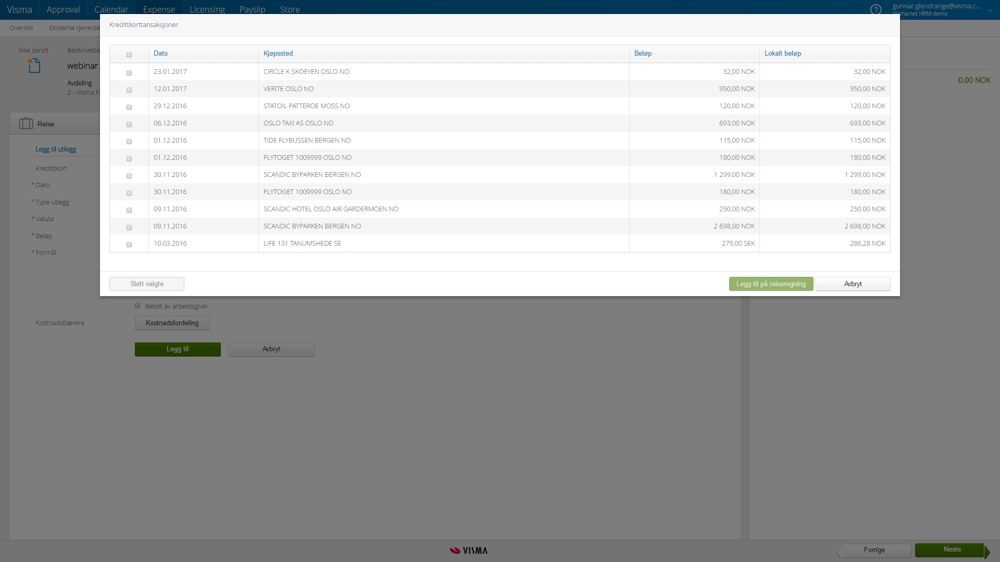 Visma Approval Calendar Expense Licensing Payslip Store
gunnar.glendrange@visma.c...
Visma.net HRM demo
Oversikt Eksterne tjeneste
Kredittkorttansaksjoner
Ikke sendt Beskrivelse
webinar
Avdeling
2 - Visma h
0.00 NOK
Dato Kjøpssted Beløp Lokalt beløp
23.01.2017 CIRCLE K SKOEYEN OSLO NO 32,00 NOK 32,00 NOK
12.01.2017 VERITE OSLO NO 950,00 NOK 950,00 NOK
29.12.2016 STATOIL PATTEROE MOSS NO 120,00 NOK 120,00 NOK
06.12.2016 OSLO TAXI AS OSLO NO 693,00 NOK 693,00 NOK
01.12.2016 TIDE FLYBUSSEN BERGEN NO 115,00 NOK 115,00 NOK
01.12.2016 FLYTOGET 1009999 OSLO NO 180,00 NOK 180,00 NOK
30.11.2016 SCANDIC BYPARKEN BERGEN NO 1 299,00 NOK 1 299,00 NOK
30.11.2016 FLYTOGET 1009999 OSLO NO 180,00 NOK 180,00 NOK
09.11.2016 SCANDIC HOTEL OSLO AIR GARDERMOEN NO 250,00 NOK 250,00 NOK
09.11.2016 SCANDIC BYPARKEN BERGEN NO 2 698,00 NOK 2 698,00 NOK
10.03.2016 LIFE 131 TANUMSHEDE SE 279,00 SEK 286,28 NOK
Slett valgte Legg til på reiseregning Avbryt
Reise
Legg til utlegg
Kredittkort
* Dato
* Type utlegg
* Valuta
* Beløp
* Formål
Betalt av arbeidsgiver
Kostnadsbærere Kostnadsfordeling
Legg til Avbryt
VISMA
Forrige Neste